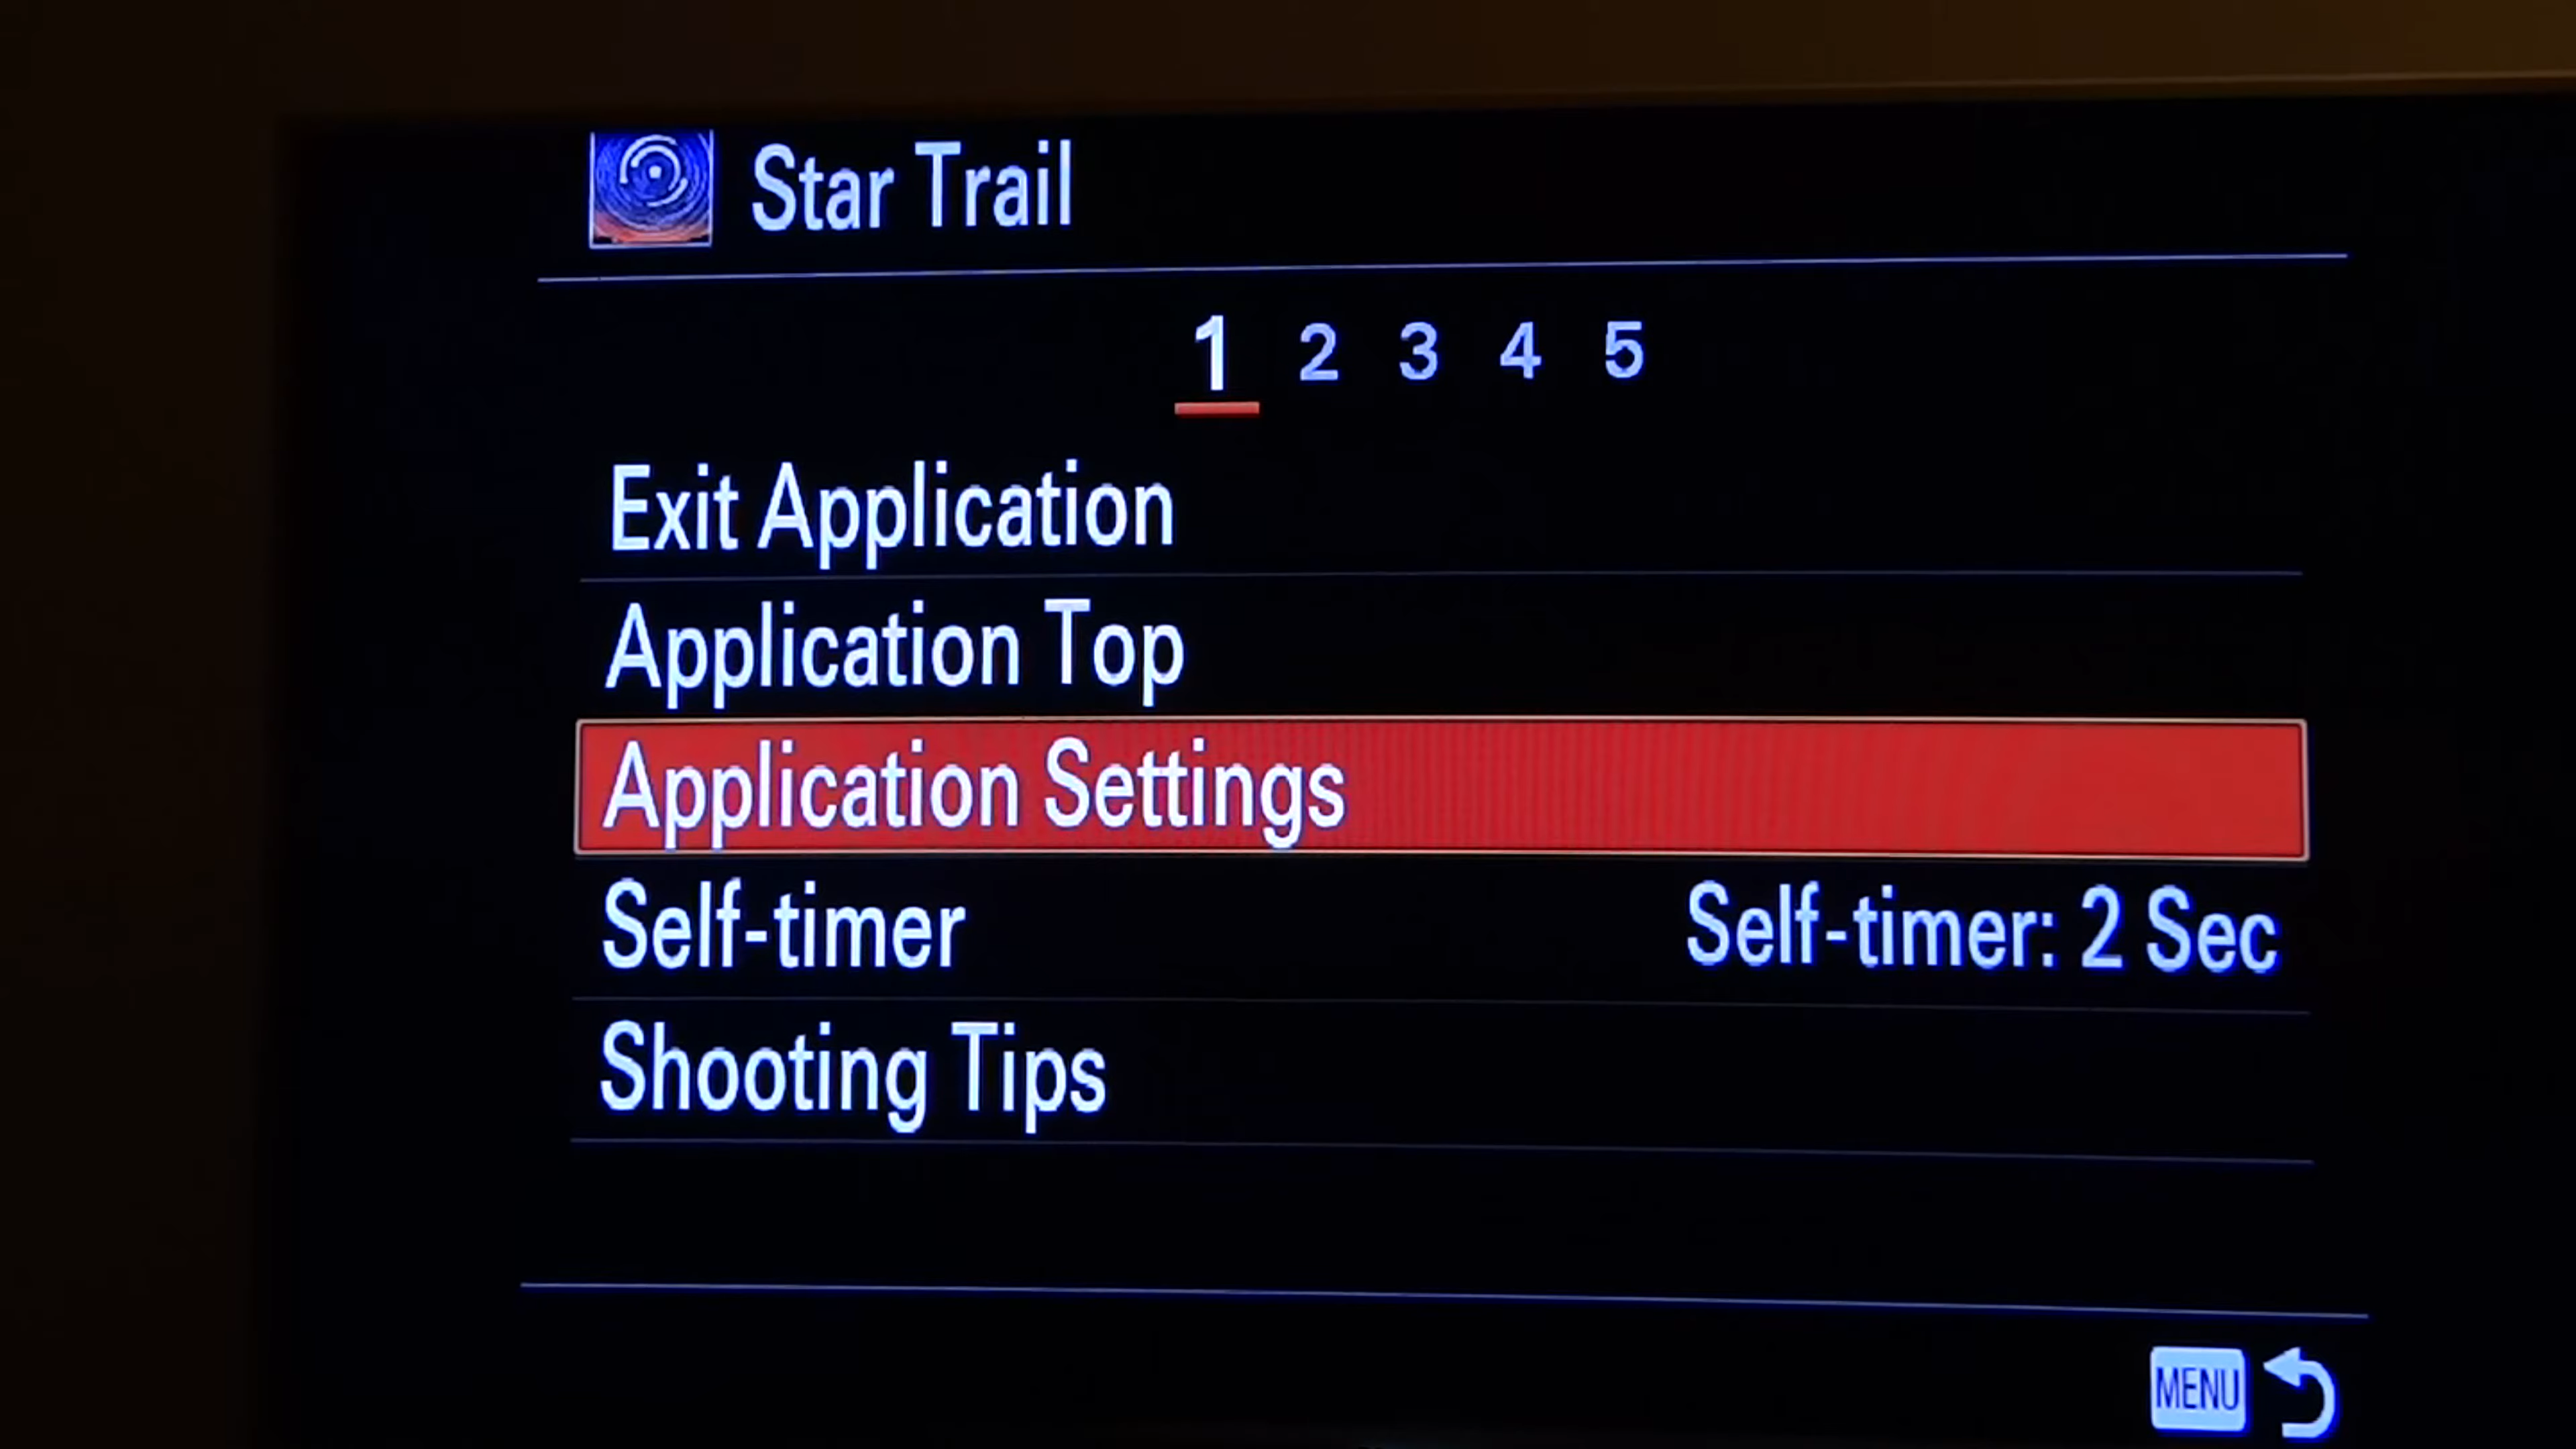 Star Trail
1 2 3 4 5
Exit Application
Application Top
Application Settings
Self-timer Self-timer: 2 Sec
Shooting Tips
MENU